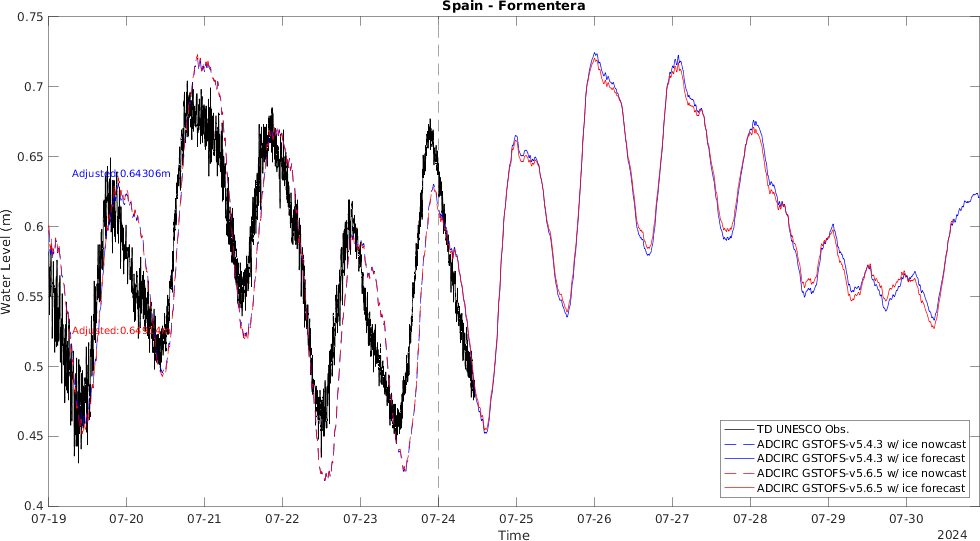 Spain - Formentera
0.75
0.7
0.65
0.6
0.55
0.5
0.45
0.4
Water Level (m)
Adjusted:0.64306m
07-19
07-20
07-21
07-22
07-23
07-24
07-25
07-26
07-27
07-28
07-29
07-30
Time
2024
TD UNESCO Obs.
ADCIRC GSTOFS-v5.4.3 w/ ice nowcast
ADCIRC GSTOFS-v5.4.3 w/ ice forecast
ADCIRC GSTOFS-v5.6.5 w/ ice nowcast
ADCIRC GSTOFS-v5.6.5 w/ ice forecast